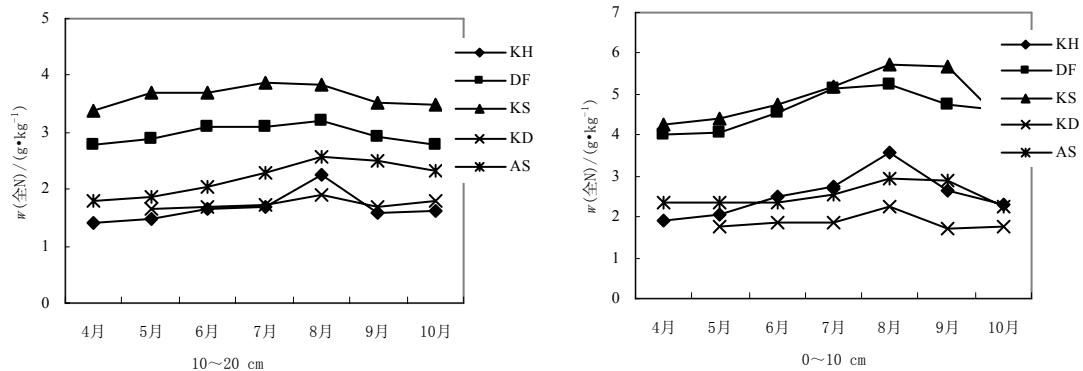 5
4
3
2
1
0
w(全N)/(g•kg⁻¹)
4月 5月 6月 7月 8月 9月 10月
10～20 cm
KH
DF
KS
KD
AS
7
6
5
4
3
2
1
0
w(全N)/(g•kg⁻¹)
4月 5月 6月 7月 8月 9月 10月
0～10 cm
KH
DF
KS
KD
AS